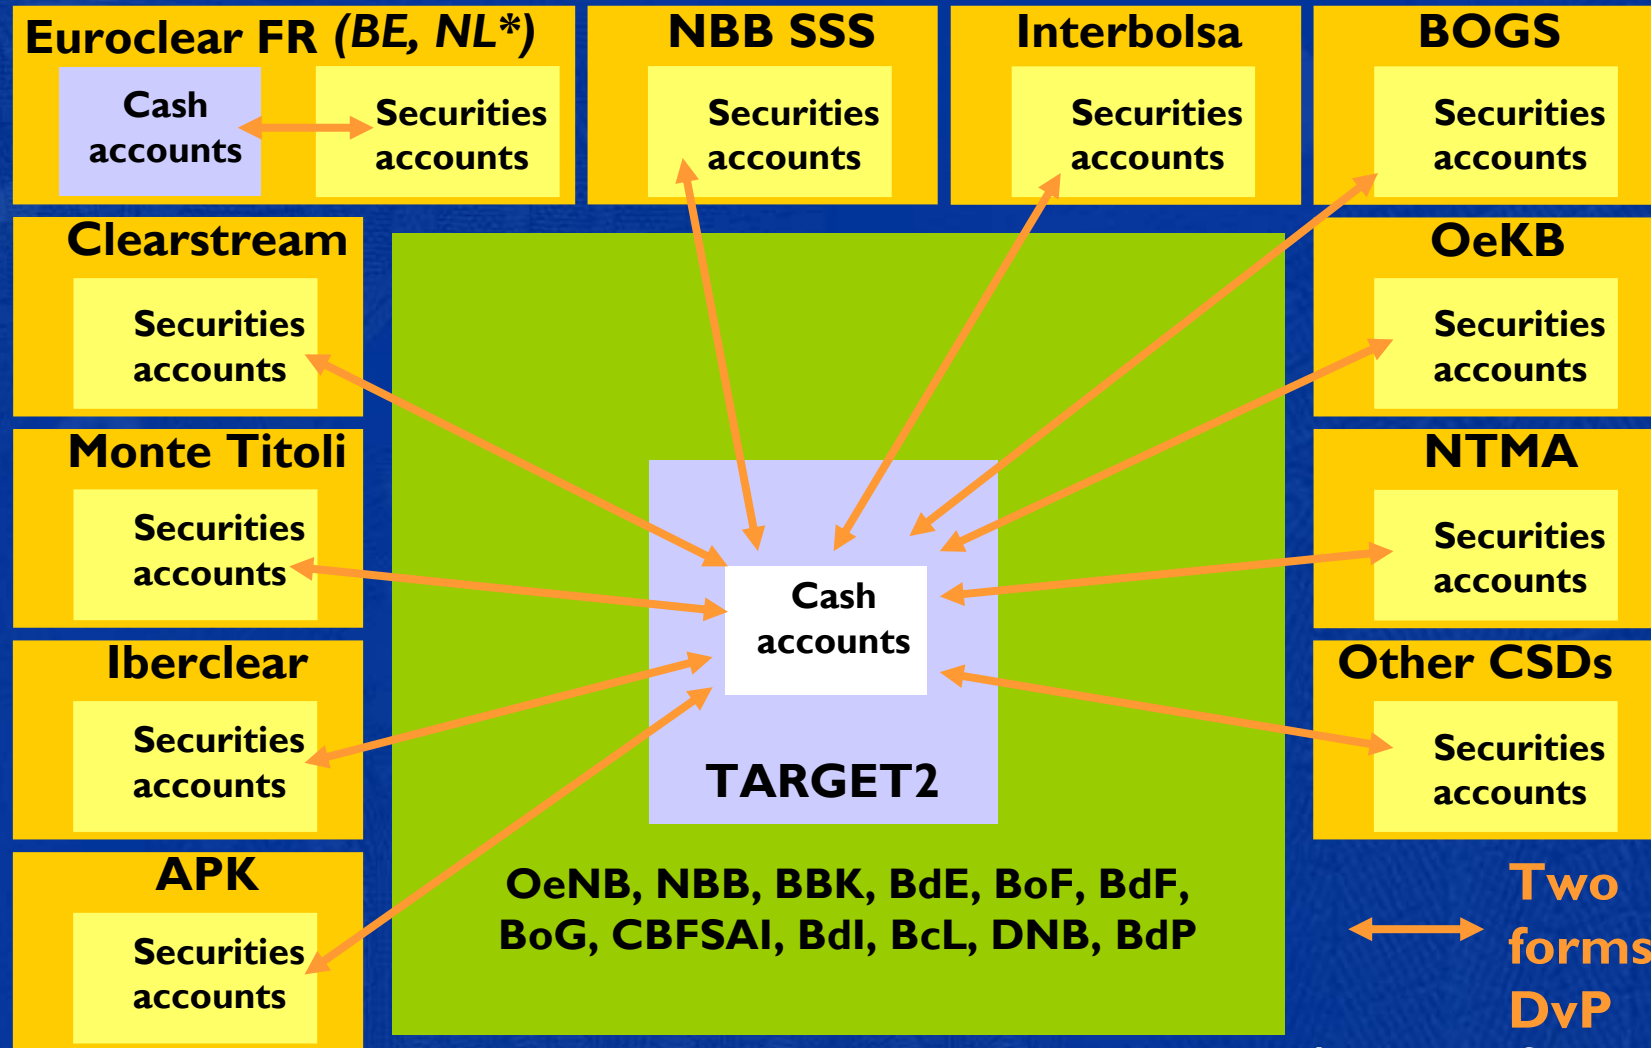 Euroclear FR (BE, NL*)
Cash
accounts
Securities
accounts
NBB SSS
Securities
accounts
Interbolsa
Securities
accounts
BOGS
Securities
accounts
Clearstream
Securities
accounts
OeKB
Securities
accounts
Monte Titoli
Securities
accounts
NTMA
Securities
accounts
Iberclear
Securities
accounts
Other CSDs
Securities
accounts
APK
Securities
accounts
Cash
accounts
TARGET2
OeNB, NBB, BBK, BdE, BoF, BdF,
BoG, CBFSAI, BdI, BcL, DNB, BdP
Two
forms
DvP